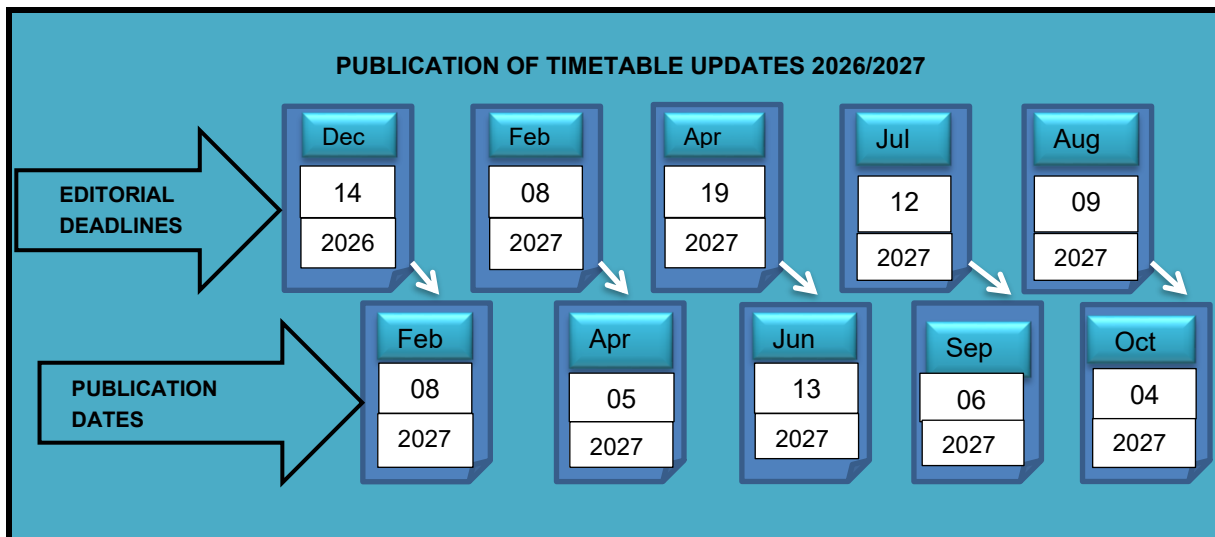 PUBLICATION OF TIMETABLE UPDATES 2026/2027
EDITORIAL
DEADLINES
Dec
14
2026
Feb
08
2027
Apr
19
2027
Jul
12
2027
Aug
09
2027
PUBLICATION
DATES
Feb
08
2027
Apr
05
2027
Jun
13
2027
Sep
06
2027
Oct
04
2027